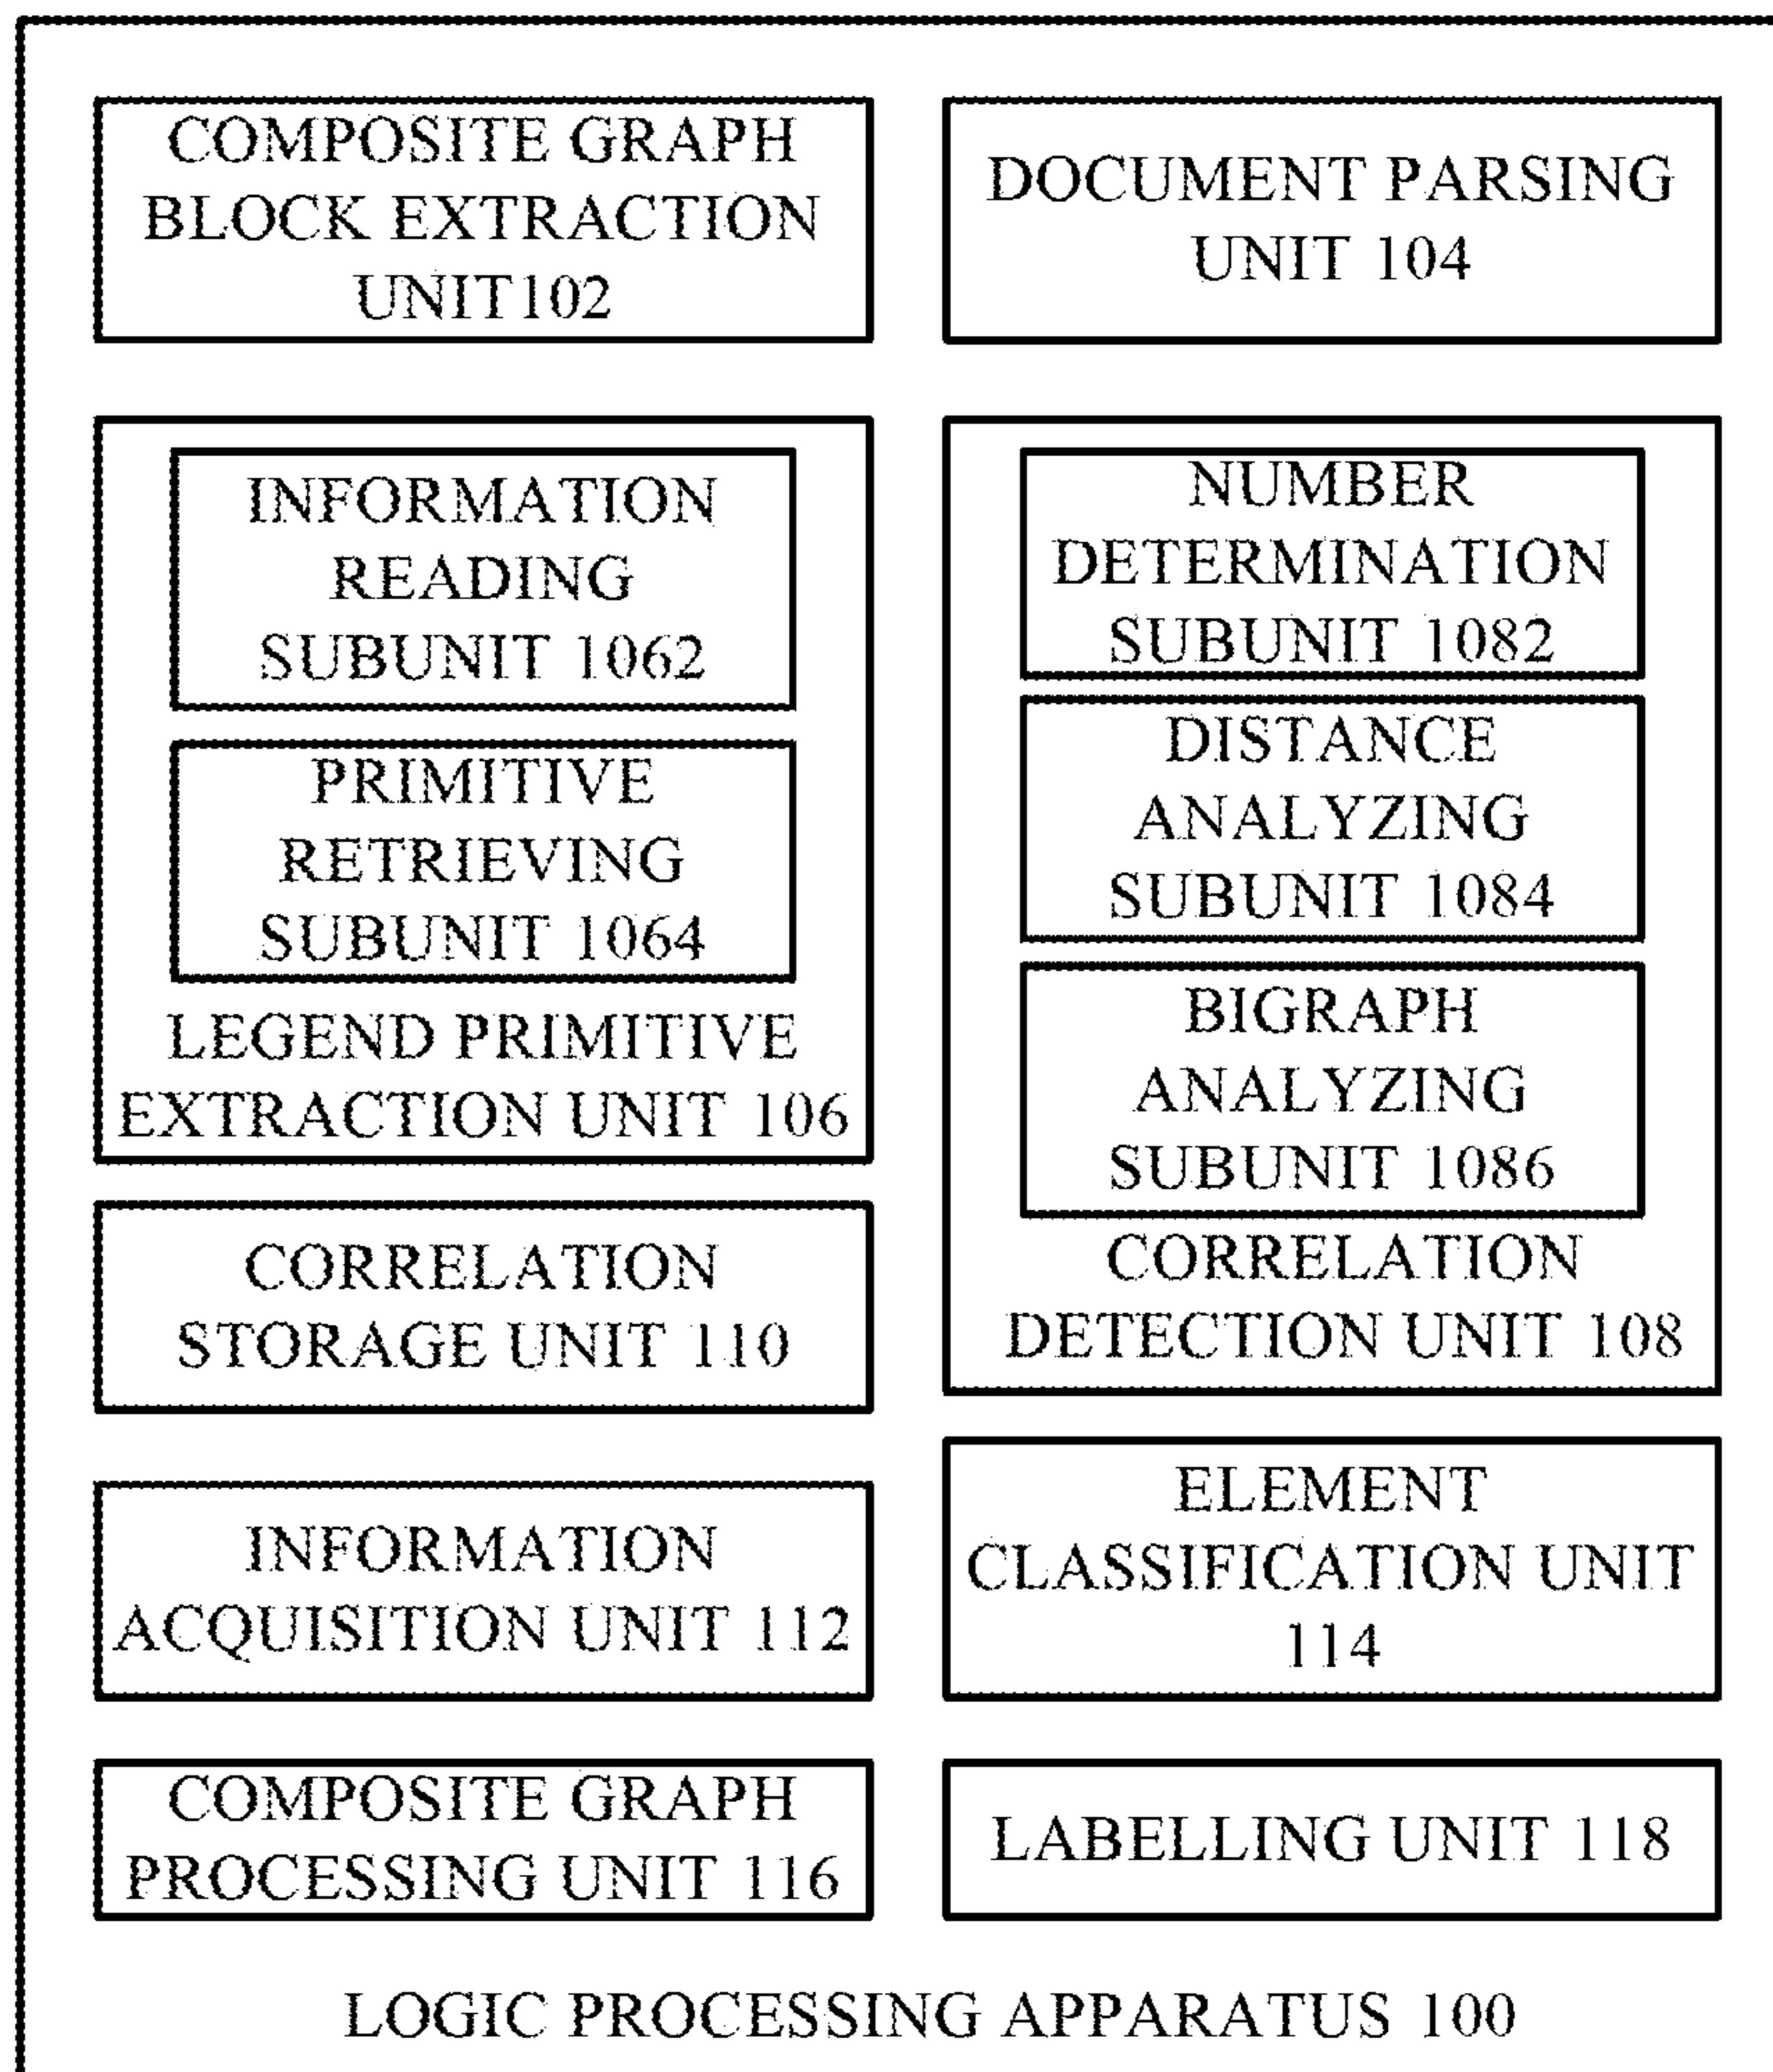 COMPOSITE GRAPH
BLOCK EXTRACTION
UNIT102
DOCUMENT PARSING
UNIT 104
INFORMATION
READING
SUBUNIT 1062
PRIMITIVE
RETRIEVING
SUBUNIT 1064
LEGEND PRIMITIVE
EXTRACTION UNIT 106
NUMBER
DETERMINATION
SUBUNIT 1082
DISTANCE
ANALYZING
SUBUNIT 1084
BIGRAPH
ANALYZING
SUBUNIT 1086
CORRELATION
DETECTION UNIT 108
CORRELATION
STORAGE UNIT 110
INFORMATION
ACQUISITION UNIT 112
ELEMENT
CLASSIFICATION UNIT
114
COMPOSITE GRAPH
PROCESSING UNIT 116
LABELLING UNIT 118
LOGIC PROCESSING APPARATUS 100